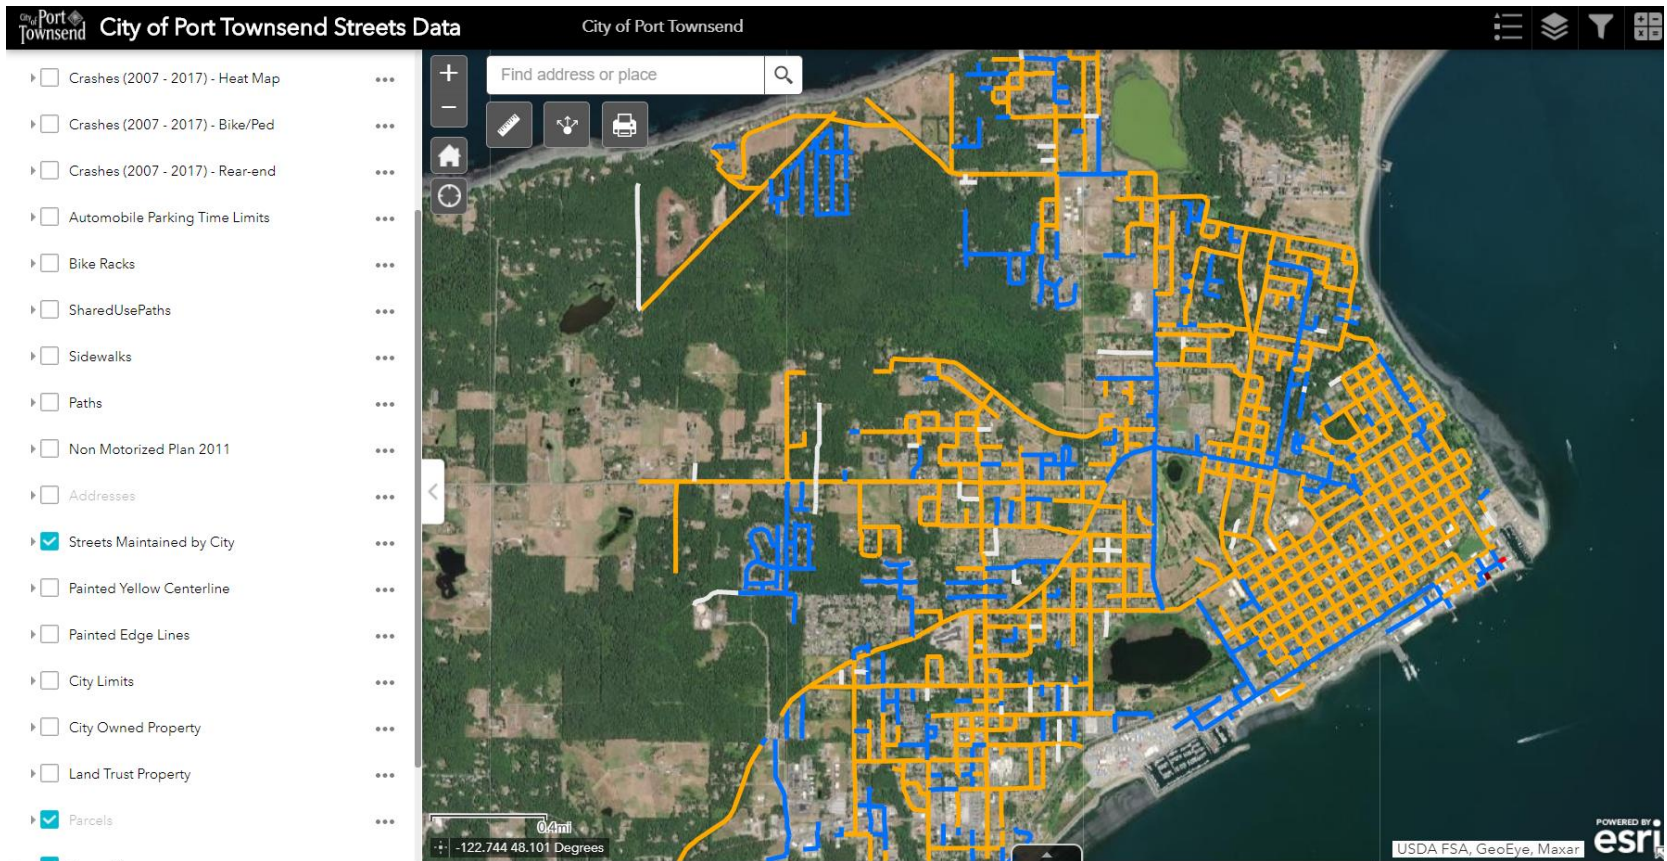 City of Port
Townsend
City of Port Townsend Streets Data
City of Port Townsend
Crashes (2007 - 2017) - Heat Map
Crashes (2007 - 2017) - Bike/Ped
Crashes (2007 - 2017) - Rear-end
Automobile Parking Time Limits
Bike Racks
SharedUsePaths
Sidewalks
Paths
Non Motorized Plan 2011
Addresses
Streets Maintained by City
Painted Yellow Centerline
Painted Edge Lines
City Limits
City Owned Property
Land Trust Property
Parcels
Find address or place
0.4mi
-122.744 48.101 Degrees
POWERED BY
esri
USDA FSA, GeoEye, Maxar